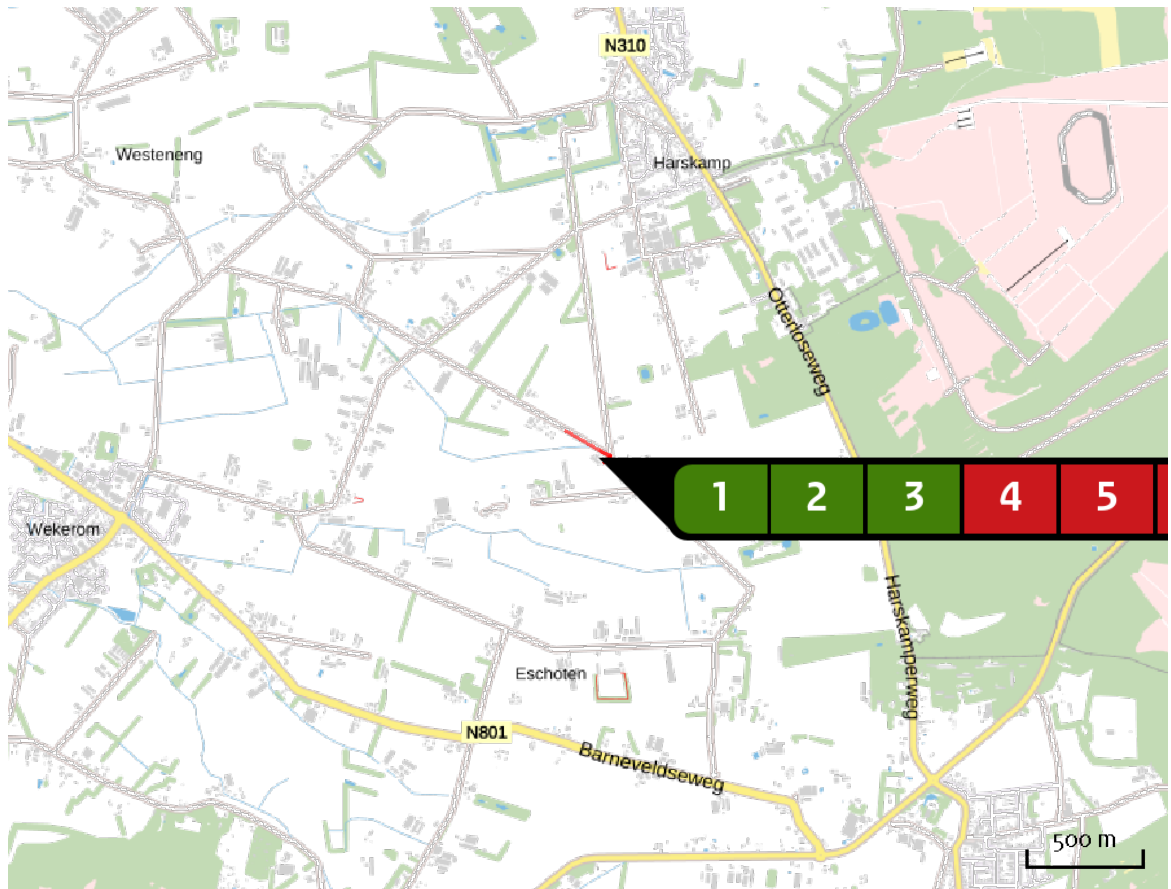 N310
Westeneng
Harskamp
Otterloseweg
1 2 3 4 5
Wekerom
Harskamperweg
Eschoten
N801
Barneveldseweg
500 m